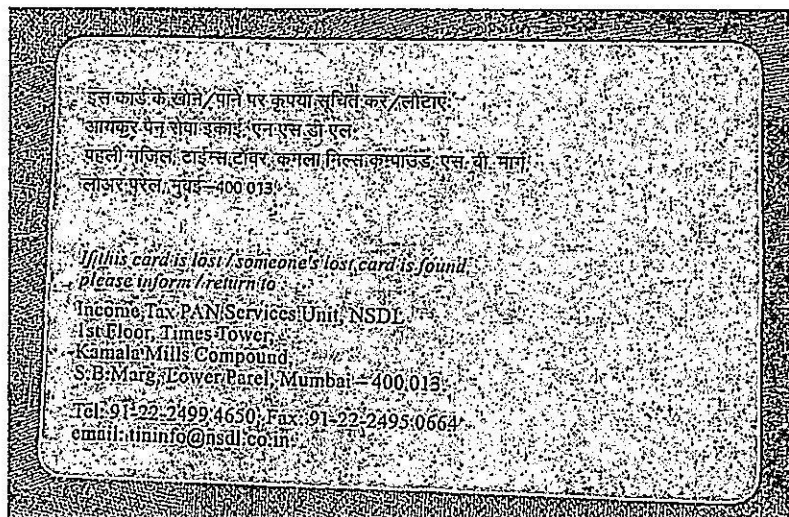 इस कार्ड के खोने/पाने पर कृपया सूचित करें/लौटाएं:
आयकर पैन सेवा इकाई, एन एस डी एल
पहली मंजिल, टाईम्स टॉवर, कमला मिल्स कम्पाउंड, एस. बी. मार्ग
लोअर परेल, मुंबई–400 013.
If this card is lost / someone's lost card is found,
please inform / return to :
Income Tax PAN Services Unit, NSDL
1st Floor, Times Tower,
Kamala Mills Compound,
S.B. Marg, Lower Parel, Mumbai – 400 013.
Tel: 91-22-2499 4650, Fax: 91-22-2495 0664
email: tininfo@nsdl.co.in